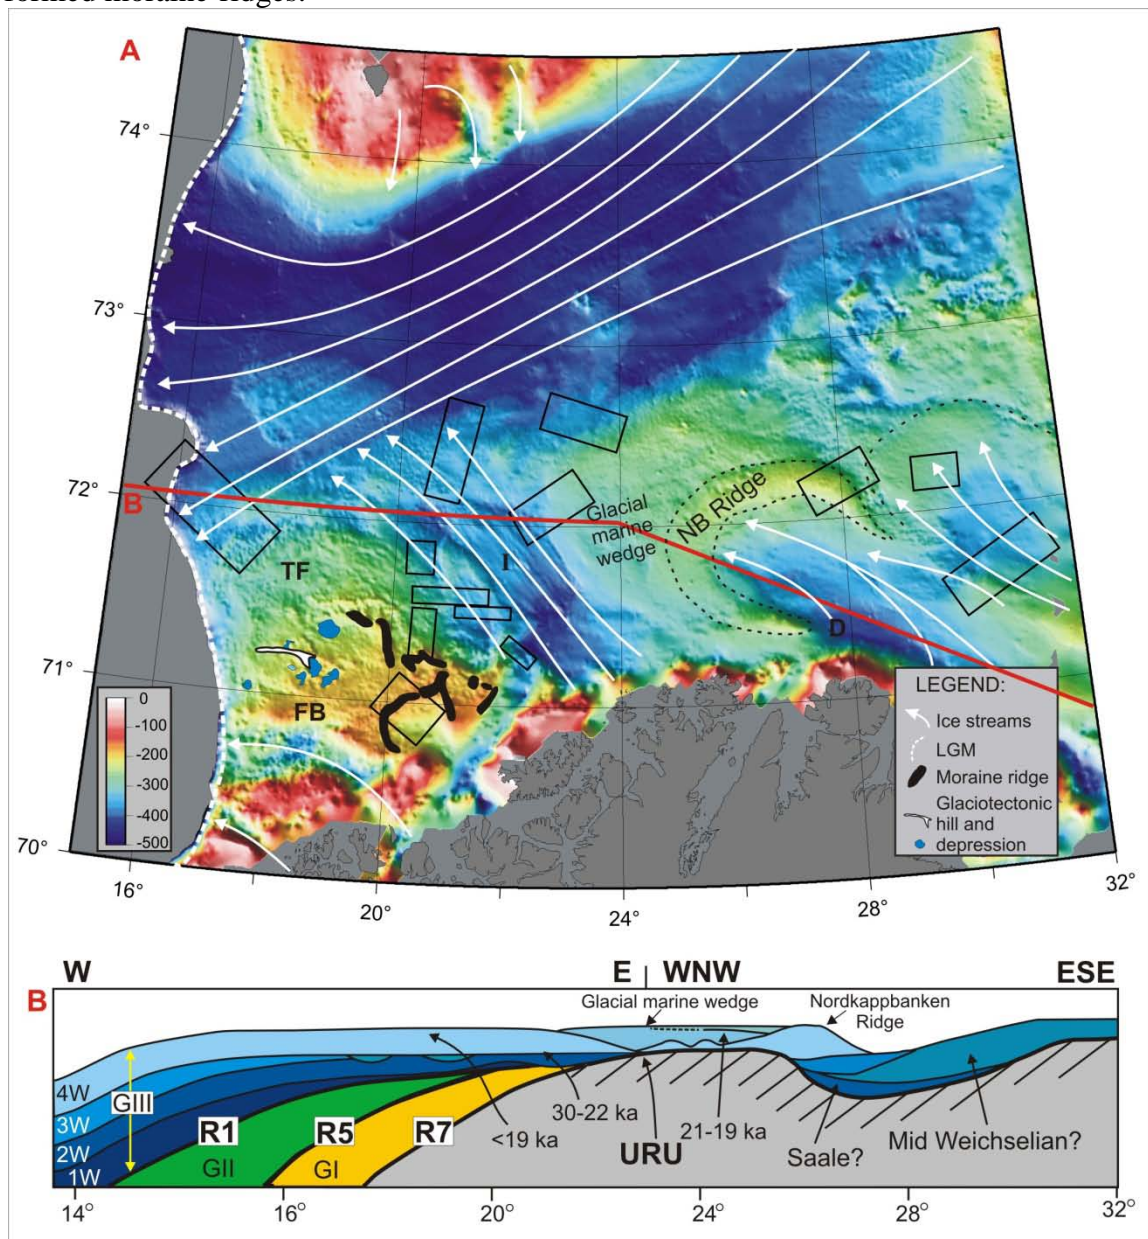 formed moraine ridges.
A
74°
73°
72°
B
71°
70°
NB Ridge
Glacial
marine
wedge
I
TF
D
FB
0
-100
-200
-300
-400
-500
LEGEND:
Ice streams
LGM
Moraine ridge
Glaciotectonic
hill and
depression
16°
20°
24°
28°
32°
W
E
WNW
ESE
B
Glacial marine wedge
Nordkappbanken
Ridge
4W
GIII
3W
2W
1W
R1
R5
R7
GII
GI
<19 ka
30-22 ka
URU
21-19 ka
Saale?
Mid Weichselian?
14°
16°
20°
24°
28°
32°